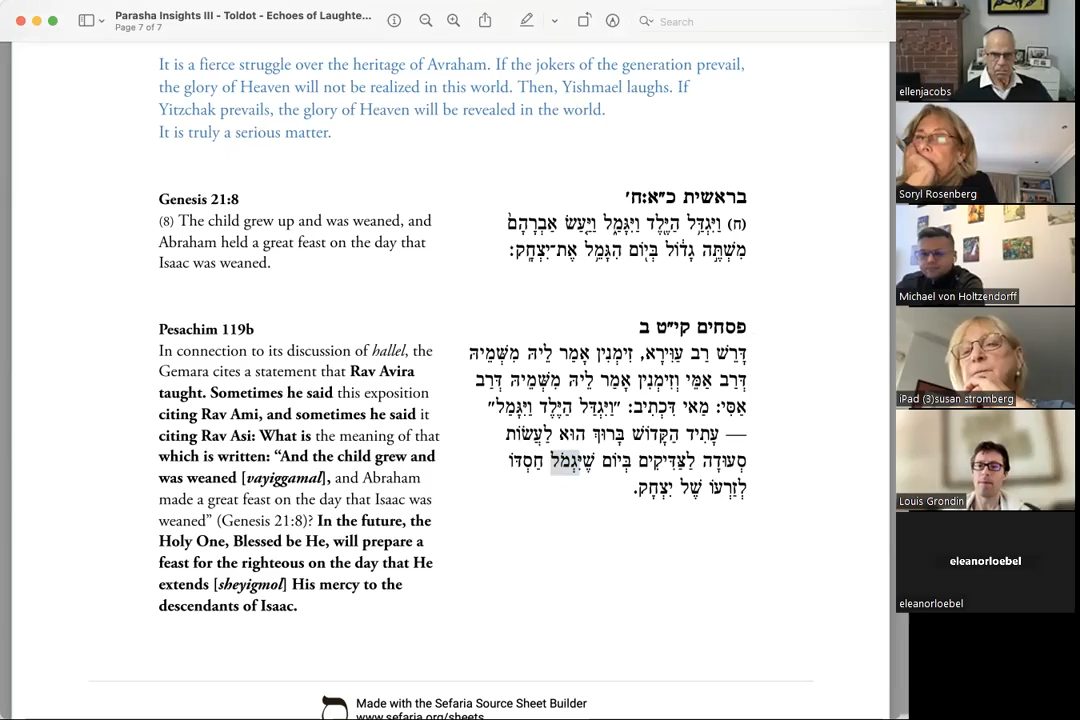 Parasha Insights III - Toldot - Echoes of Laughte...
Page 7 of 7
Search
It is a fierce struggle over the heritage of Avraham. If the jokers of the generation prevail,
the glory of Heaven will not be realized in this world. Then, Yishmael laughs. If
Yitzchak prevails, the glory of Heaven will be revealed in the world.
It is truly a serious matter.
Genesis 21:8
(8) The child grew up and was weaned, and
Abraham held a great feast on the day that
Isaac was weaned.
בראשית כ״א:ח׳
(ח) וַיִּגְדַּ֥ל הַיֶּ֖לֶד וַיִּגָּמַ֑ל וַיַּ֤עַשׂ אַבְרָהָם֙
מִשְׁתֶּ֣ה גָד֔וֹל בְּי֖וֹם הִגָּמֵ֥ל אֶת־יִצְחָֽק׃
Pesachim 119b
In connection to its discussion of hallel, the
Gemara cites a statement that Rav Avira
taught. Sometimes he said this exposition
citing Rav Ami, and sometimes he said it
citing Rav Asi: What is the meaning of that
which is written: “And the child grew and
was weaned [vayiggamal], and Abraham
made a great feast on the day that Isaac was
weaned” (Genesis 21:8)? In the future, the
Holy One, Blessed be He, will prepare a
feast for the righteous on the day that He
extends [sheyigmol] His mercy to the
descendants of Isaac.
פסחים קי״ט ב
דָּרֵשׁ רַב עַוִּירָא, זִימְנִין אָמַר לֵיהּ מִשְּׁמֵיהּ
דְּרַב אַמֵּי וְזִימְנִין אָמַר לֵיהּ מִשְּׁמֵיהּ דְּרַב
אַסִּי: מַאי דִּכְתִיב: ״וַיִּגְדַּל הַיֶּלֶד וַיִּגָּמַל״
— עָתִיד הַקָּדוֹשׁ בָּרוּךְ הוּא לַעֲשׂוֹת
סְעוּדָה לַצַּדִּיקִים בְּיוֹם שֶׁיִּגְמֹל חַסְדּוֹ
לְזַרְעוֹ שֶׁל יִצְחָק.
Made with the Sefaria Source Sheet Builder
www.sefaria.org/sheets
ellenjacobs
Soryl Rosenberg
Michael von Holtzendorff
iPad (3)susan stromberg
Louis Grondin
eleanorloebel
eleanorloebel